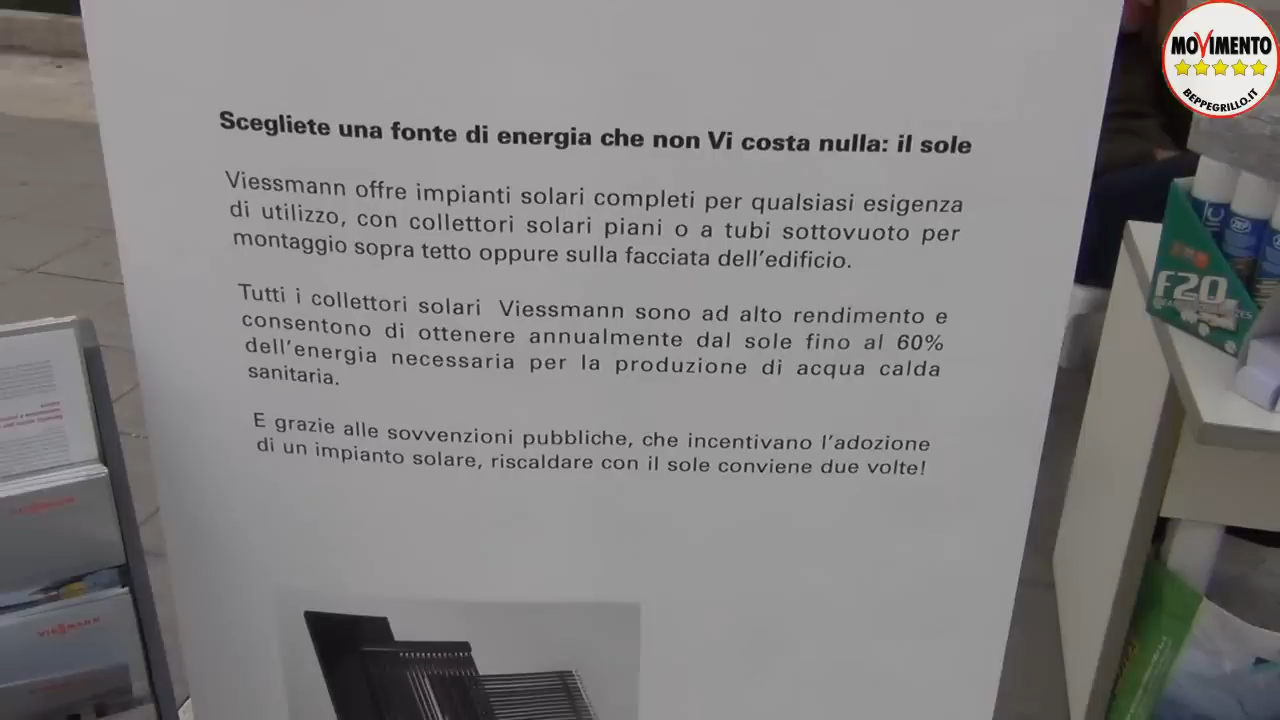 MOVIMENTO
BEPPEGRILLO.IT
Scegliete una fonte di energia che non Vi costa nulla: il sole
Viessmann offre impianti solari completi per qualsiasi esigenza
di utilizzo, con collettori solari piani o a tubi sottovuoto per
montaggio sopra tetto oppure sulla facciata dell'edificio.
Tutti i collettori solari Viessmann sono ad alto rendimento e
consentono di ottenere annualmente dal sole fino al 60%
dell'energia necessaria per la produzione di acqua calda
sanitaria.
E grazie alle sovvenzioni pubbliche, che incentivano l'adozione
di un impianto solare, riscaldare con il sole conviene due volte!
ZEP
F20
VIESMANN